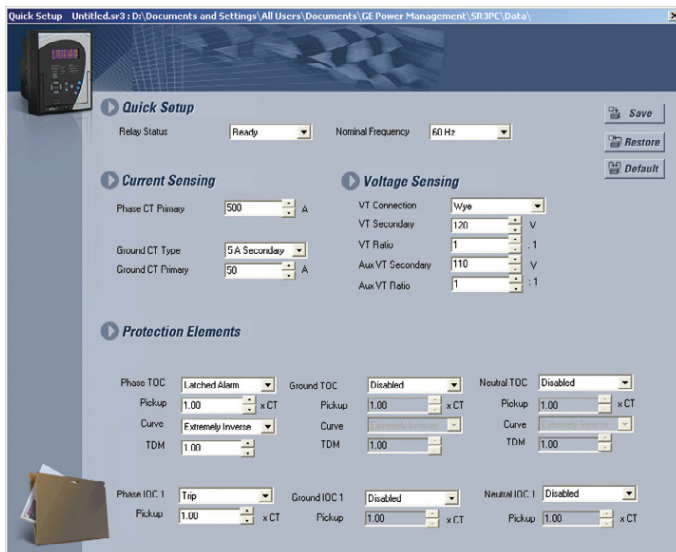 Quick Setup Untitled.sr3 : D:\Documents and Settings\All Users\Documents\GE Power Management\SR3PC\Data\
Quick Setup
Save
Relay Status Ready Nominal Frequency 60 Hz
Restore
Default
Current Sensing Voltage Sensing
Phase CT Primary 500 A
VT Connection Wye
VT Secondary 120 V
Ground CT Type 5 A Secondary
VT Ratio 1 : 1
Ground CT Primary 50 A
Aux VT Secondary 110 V
Aux VT Ratio 1 : 1
Protection Elements
Phase TOC Latched Alarm Ground TOC Disabled Neutral TOC Disabled
Pickup 1.00 x CT Pickup 1.00 x CT Pickup 1.00 x CT
Curve Extremely Inverse Curve Extremely Inverse Curve Extremely Inverse
TDM 1.00 TDM 1.00 TDM 1.00
Phase IOC 1 Trip Ground IOC 1 Disabled Neutral IOC 1 Disabled
Pickup 1.00 x CT Pickup 1.00 x CT Pickup 1.00 x CT